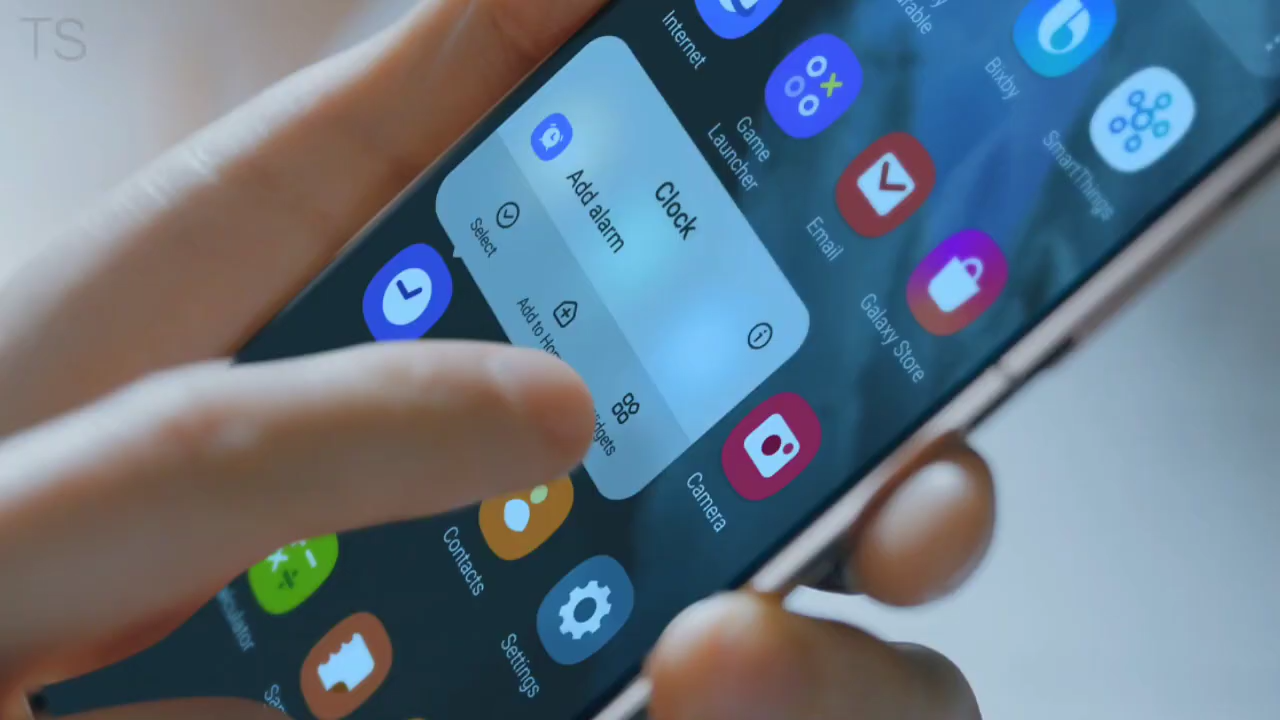 TS
Internet
Bixby
SmartThings
Game
Launcher
Email
Galaxy Store
Clock
Add alarm
Select
Camera
Contacts
Settings